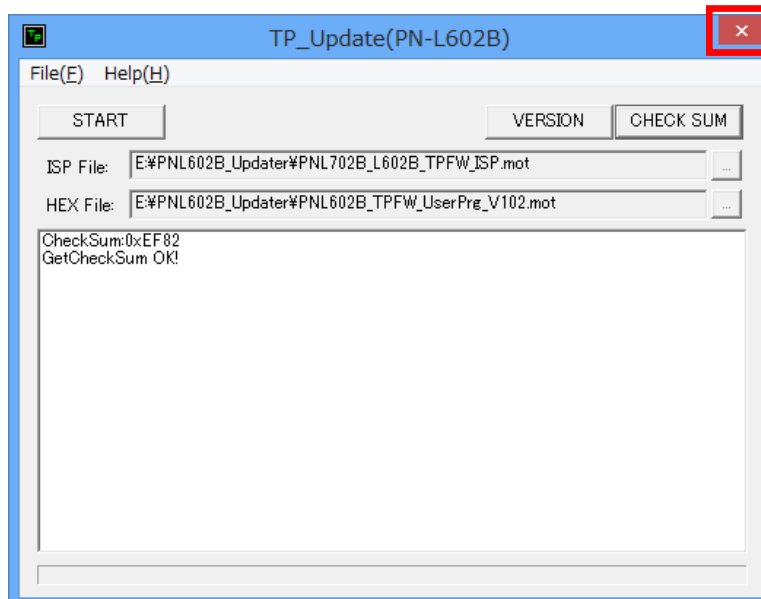 TP TP_Update(PN-L602B) ×
File(F) Help(H)
START VERSION CHECK SUM
ISP File: E:¥PNL602B_Updater¥PNL702B_L602B_TPFW_ISP.mot ...
HEX File: E:¥PNL602B_Updater¥PNL602B_TPFW_UserPrg_V102.mot ...
CheckSum:0xEF82
GetCheckSum OK!